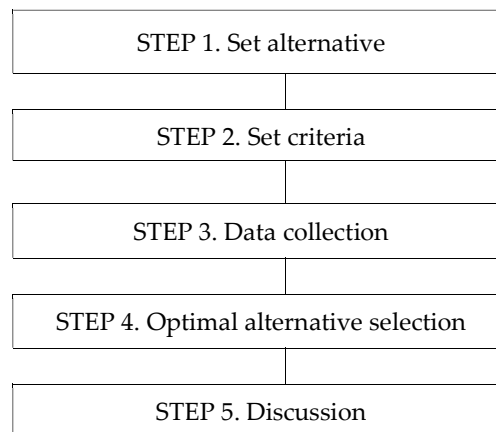 STEP 1. Set alternative
STEP 2. Set criteria
STEP 3. Data collection
STEP 4. Optimal alternative selection
STEP 5. Discussion